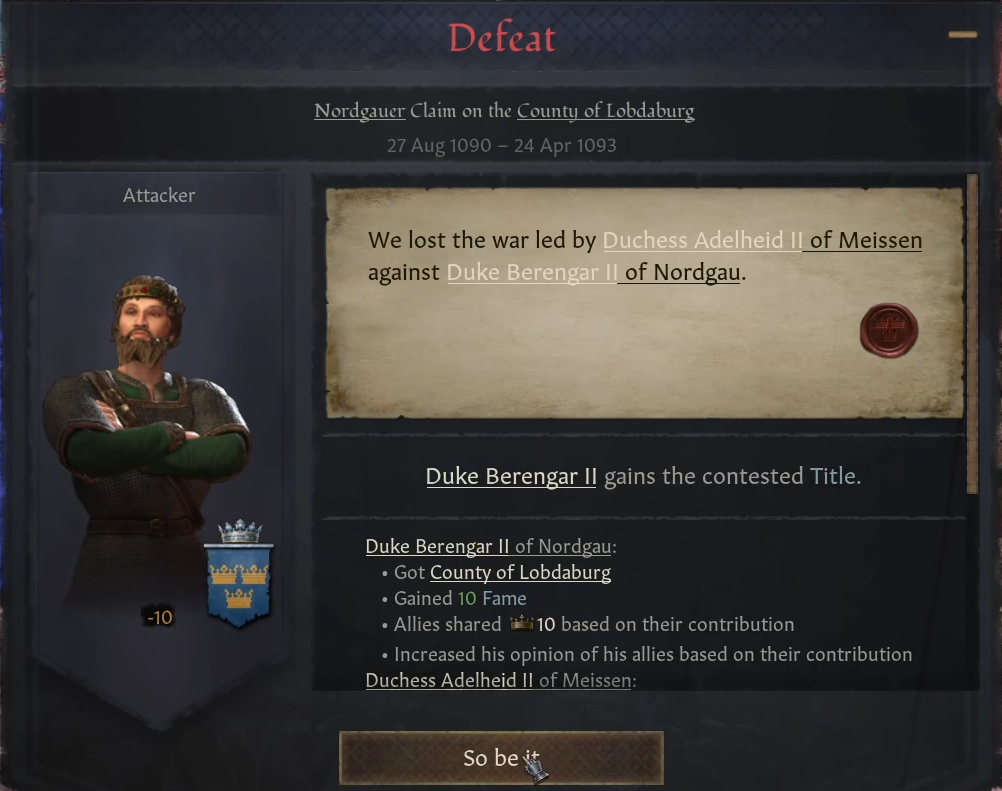 Defeat
Nordgauer Claim on the County of Lobdaburg
27 Aug 1090 – 24 Apr 1093
Attacker
-10
We lost the war led by Duchess Adelheid II of Meissen
against Duke Berengar II of Nordgau.
Duke Berengar II gains the contested Title.
Duke Berengar II of Nordgau:
• Got County of Lobdaburg
• Gained 10 Fame
• Allies shared 10 based on their contribution
• Increased his opinion of his allies based on their contribution
Duchess Adelheid II of Meissen:
So be it